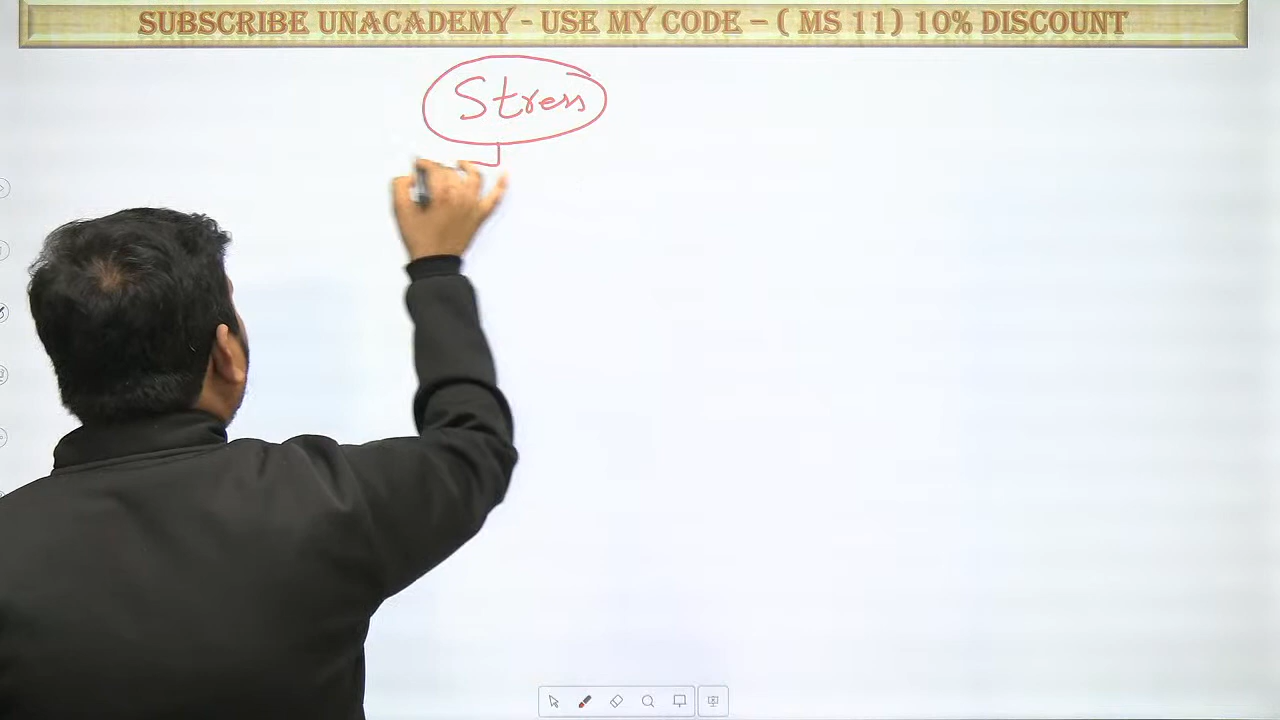 SUBSCRIBE UNACADEMY - USE MY CODE – ( MS 11) 10% DISCOUNT
Stress